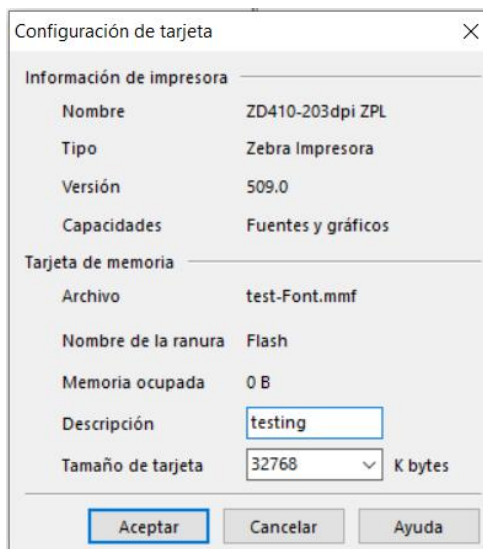 Configuración de tarjeta
Información de impresora
Nombre ZD410-203dpi ZPL
Tipo Zebra Impresora
Versión 509.0
Capacidades Fuentes y gráficos
Tarjeta de memoria
Archivo test-Font.mmf
Nombre de la ranura Flash
Memoria ocupada 0 B
Descripción testing
Tamaño de tarjeta 32768 K bytes
Aceptar Cancelar Ayuda